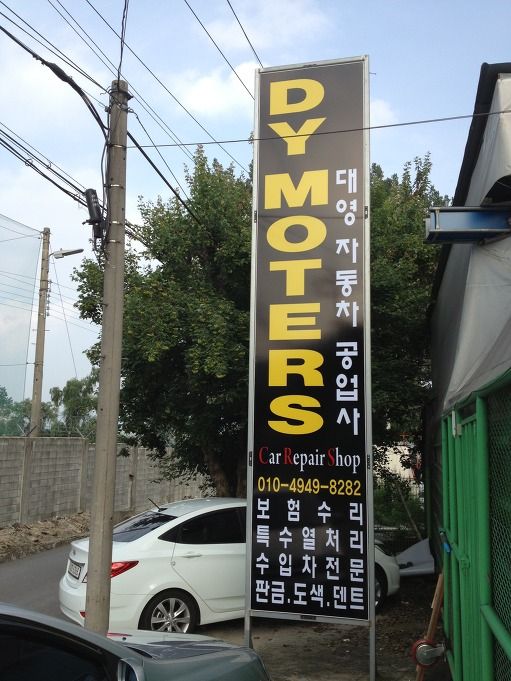 DY MOTERS
대영 자동차 공업사
Car Repair Shop
010-4949-8282
보험수리
특수열처리
수입차전문
판금.도색.덴트